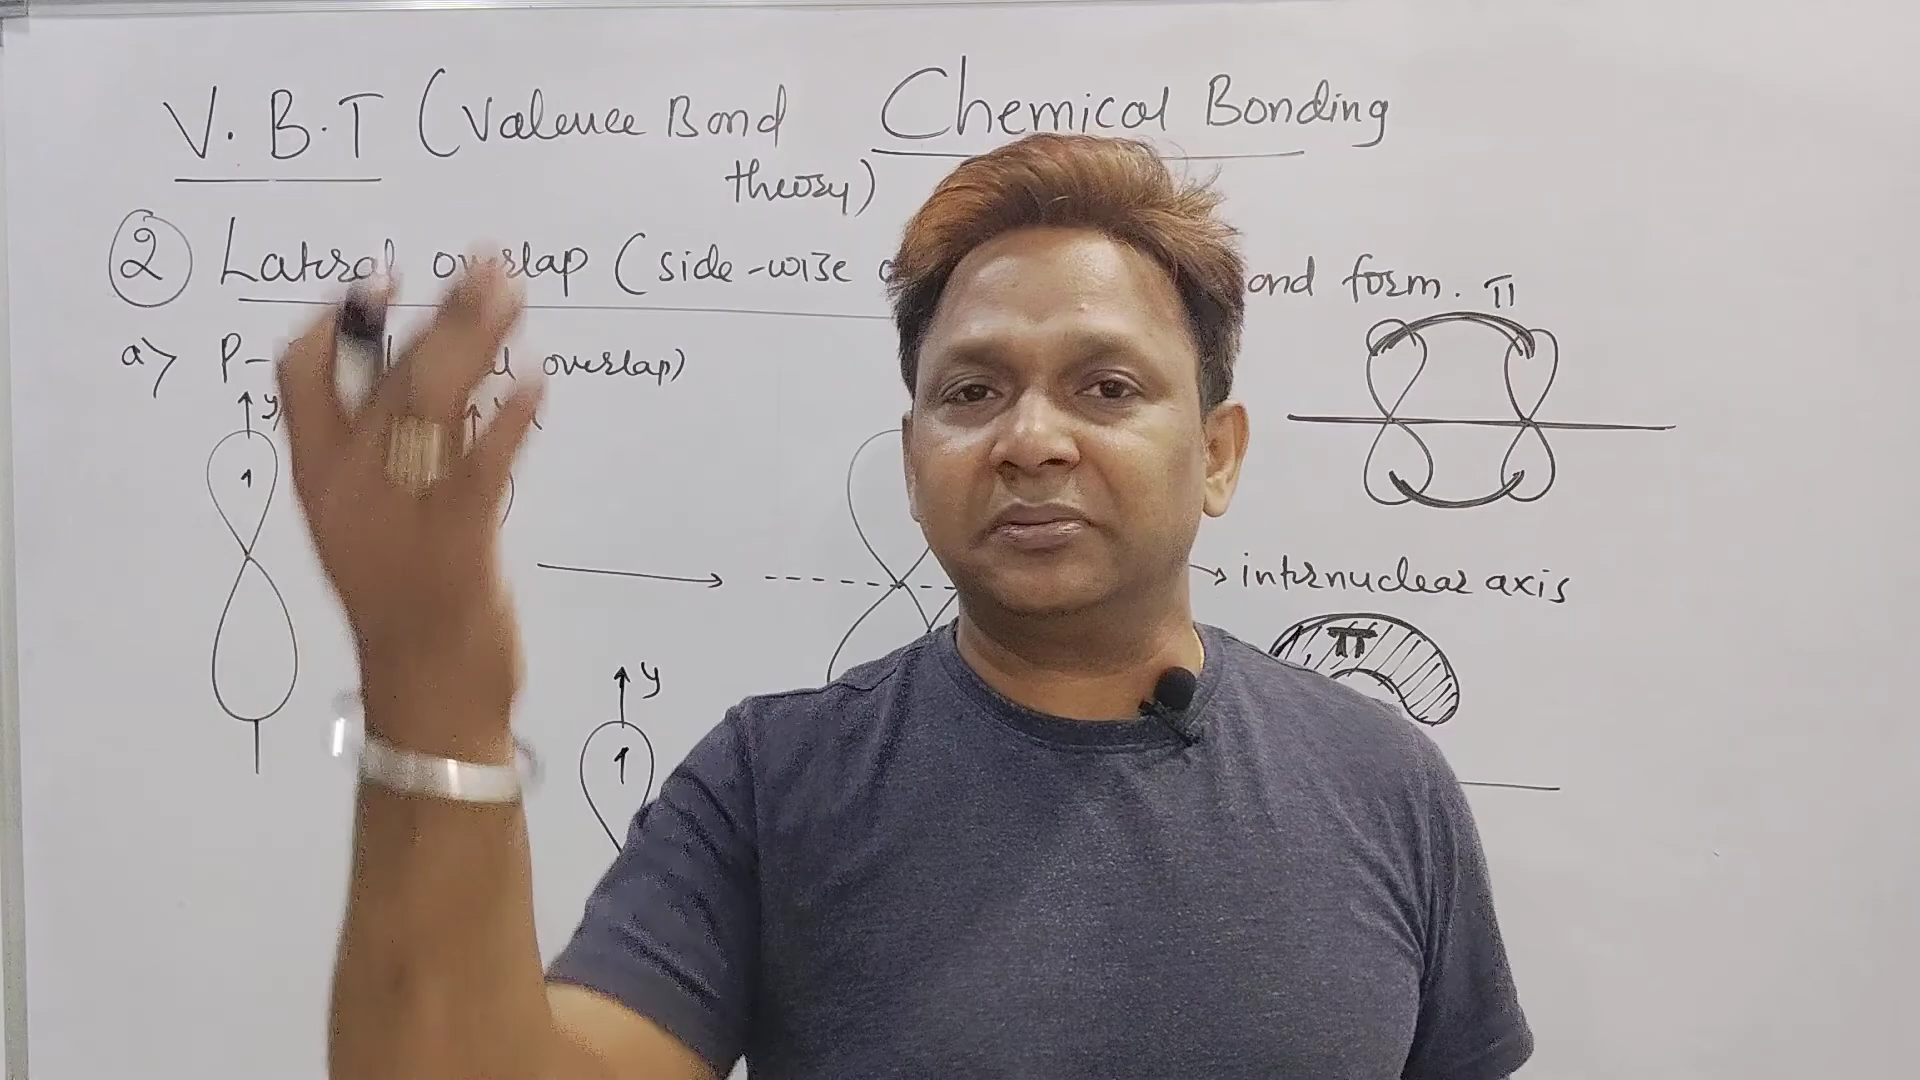 V.B.T (Valence Bond theory)
Chemical Bonding
② Lateral overlap (side-wise
ond form. π
a) P- overlap)
y
1
→ internuclear axis
π
y
1